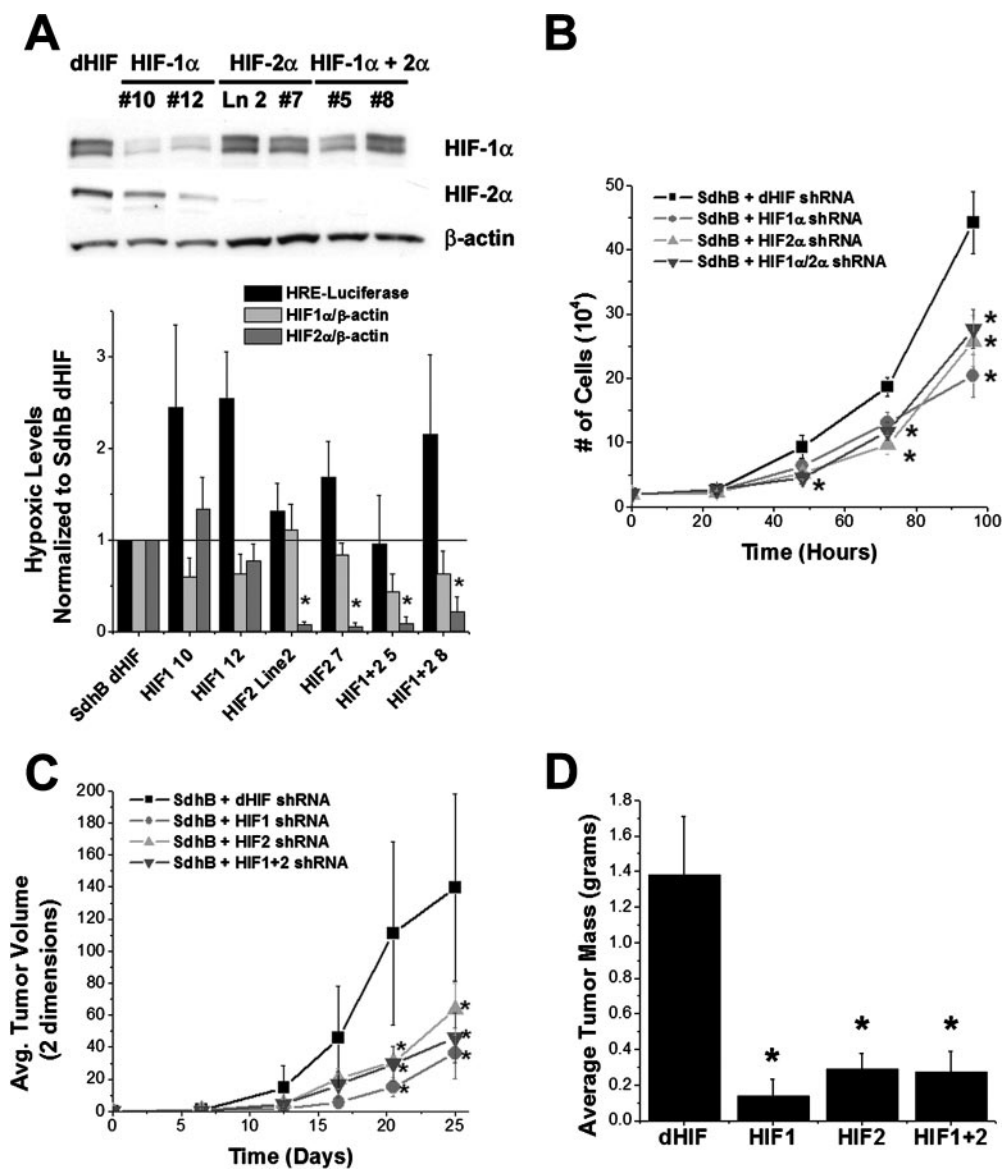 A
dHIF HIF-1α HIF-2α HIF-1α + 2α
#10 #12 Ln 2 #7 #5 #8
HIF-1α
HIF-2α
β-actin
HRE-Luciferase
HIF1α/β-actin
HIF2α/β-actin
Hypoxic Levels
Normalized to SdhB dHIF
3
2
1
0
* * * *
SdhB dHIF
HIF1 10
HIF1 12
HIF2 Line2
HIF2 7
HIF1+2 5
HIF1+2 8
B
SdhB + dHIF shRNA
SdhB + HIF1α shRNA
SdhB + HIF2α shRNA
SdhB + HIF1α/2α shRNA
# of Cells (10⁴)
50
40
30
20
10
0
* * * * * *
0 20 40 60 80 100
Time (Hours)
C
SdhB + dHIF shRNA
SdhB + HIF1 shRNA
SdhB + HIF2 shRNA
SdhB + HIF1+2 shRNA
Avg. Tumor Volume
(2 dimensions)
200
180
160
140
120
100
80
60
40
20
0
* * * * * *
0 5 10 15 20 25
Time (Days)
D
Average Tumor Mass (grams)
1.8
1.6
1.4
1.2
1.0
0.8
0.6
0.4
0.2
0.0
* * *
dHIF HIF1 HIF2 HIF1+2